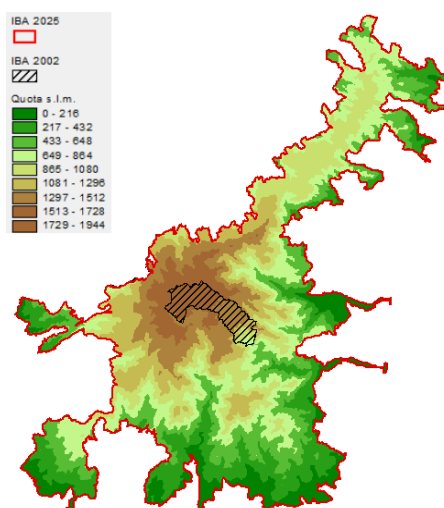 IBA 2025
IBA 2002
Quota s.l.m.
0 - 216
217 - 432
433 - 648
649 - 864
865 - 1080
1081 - 1296
1297 - 1512
1513 - 1728
1729 - 1944